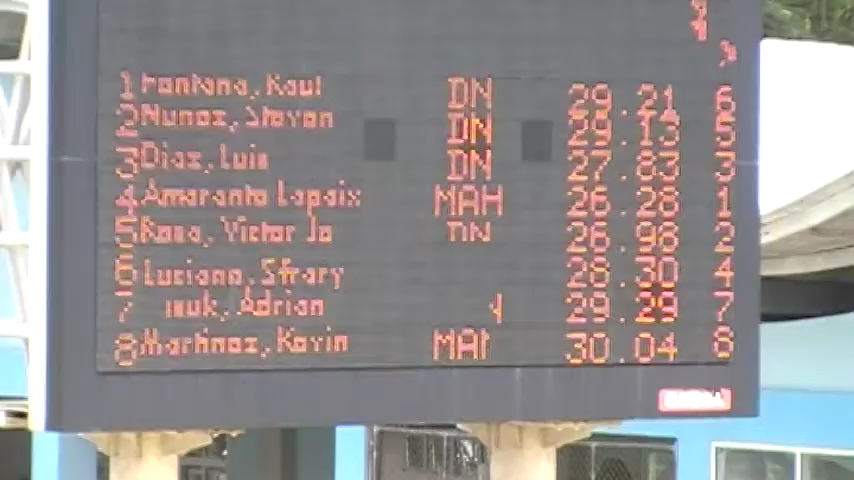 1 Fontana, Raul DN 29.21 6
2 Nunez, Stevan DN 29.13 5
3 Diaz, Luis DN 27.83 3
4 Amaranto Lapaix MAH 26.28 1
5 Rosa, Victor Jo DN 26.98 2
6 Luciano, Sfrary 28.30 4
7 Adrian 29.29 7
8 Martinez, Kevin MAH 30.04 8